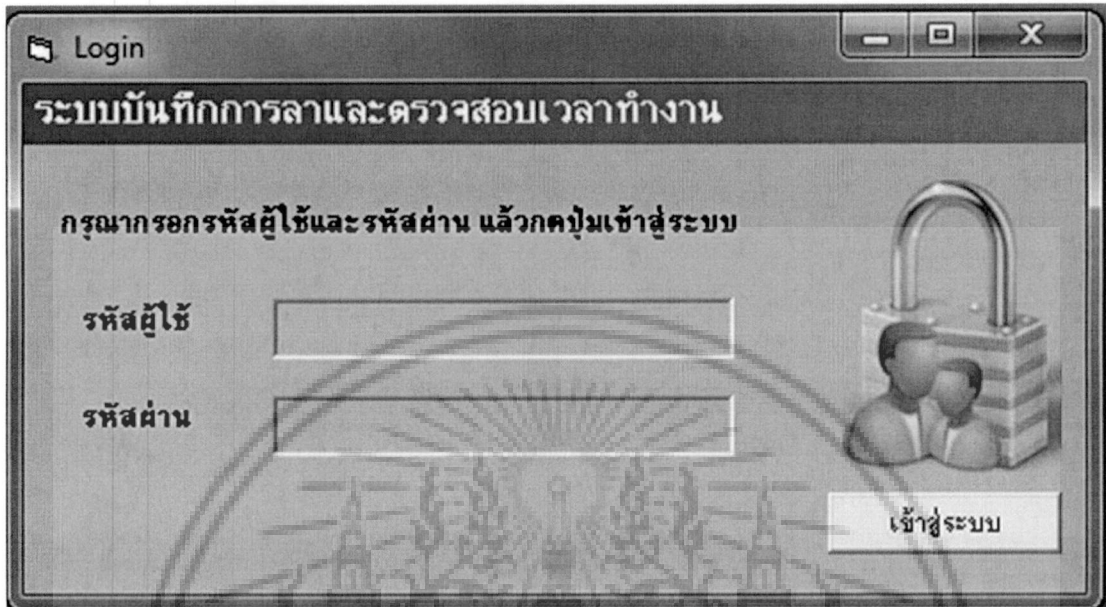 Login
ระบบบันทึกการลาและตรวจสอบเวลาทำงาน
กรุณากรอกรหัสผู้ใช้และรหัสผ่าน แล้วกดปุ่มเข้าสู่ระบบ
รหัสผู้ใช้
รหัสผ่าน
เข้าสู่ระบบ